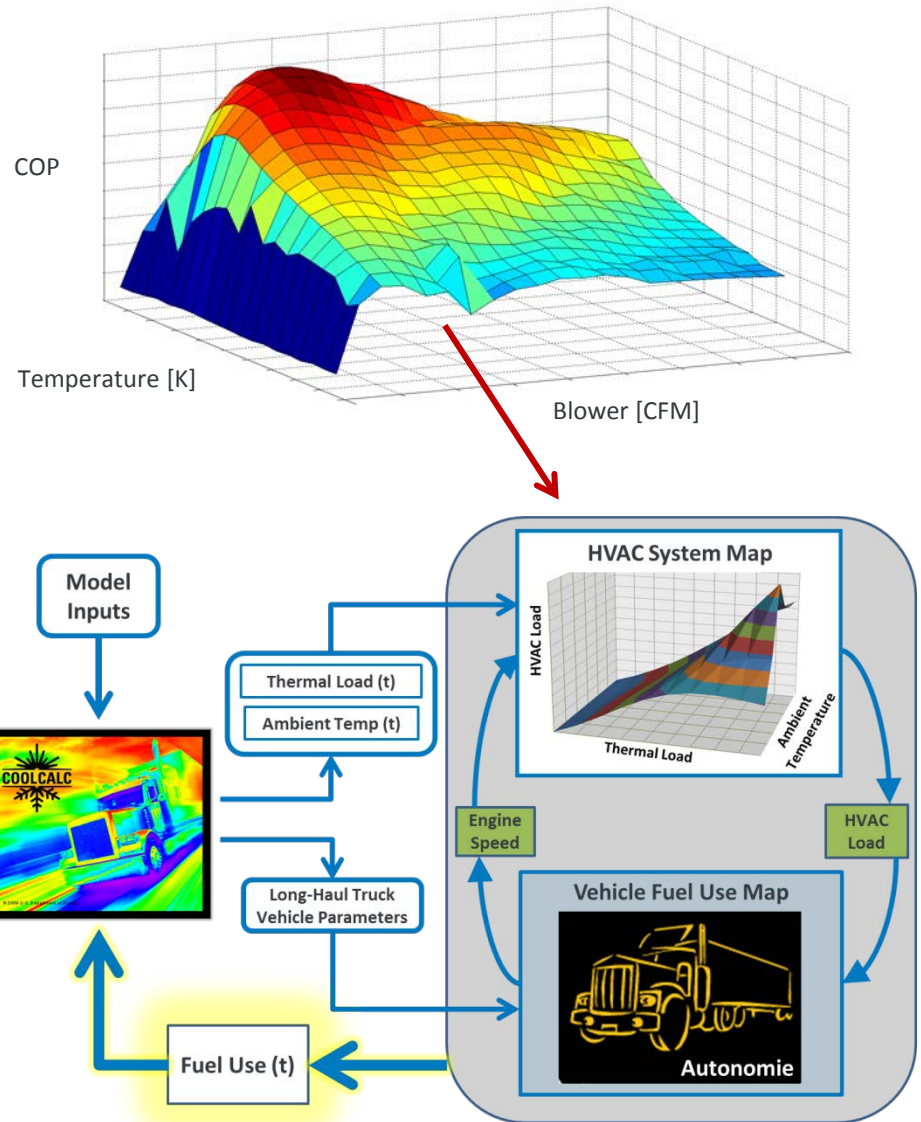 COP
Temperature [K]
Blower [CFM]
Model
Inputs
HVAC System Map
HVAC Load
Thermal Load
Ambient
Temperature
Thermal Load (t)
Ambient Temp (t)
COOLCALC
Engine
Speed
HVAC
Load
Long-Haul Truck
Vehicle Parameters
Vehicle Fuel Use Map
Autonomie
Fuel Use (t)